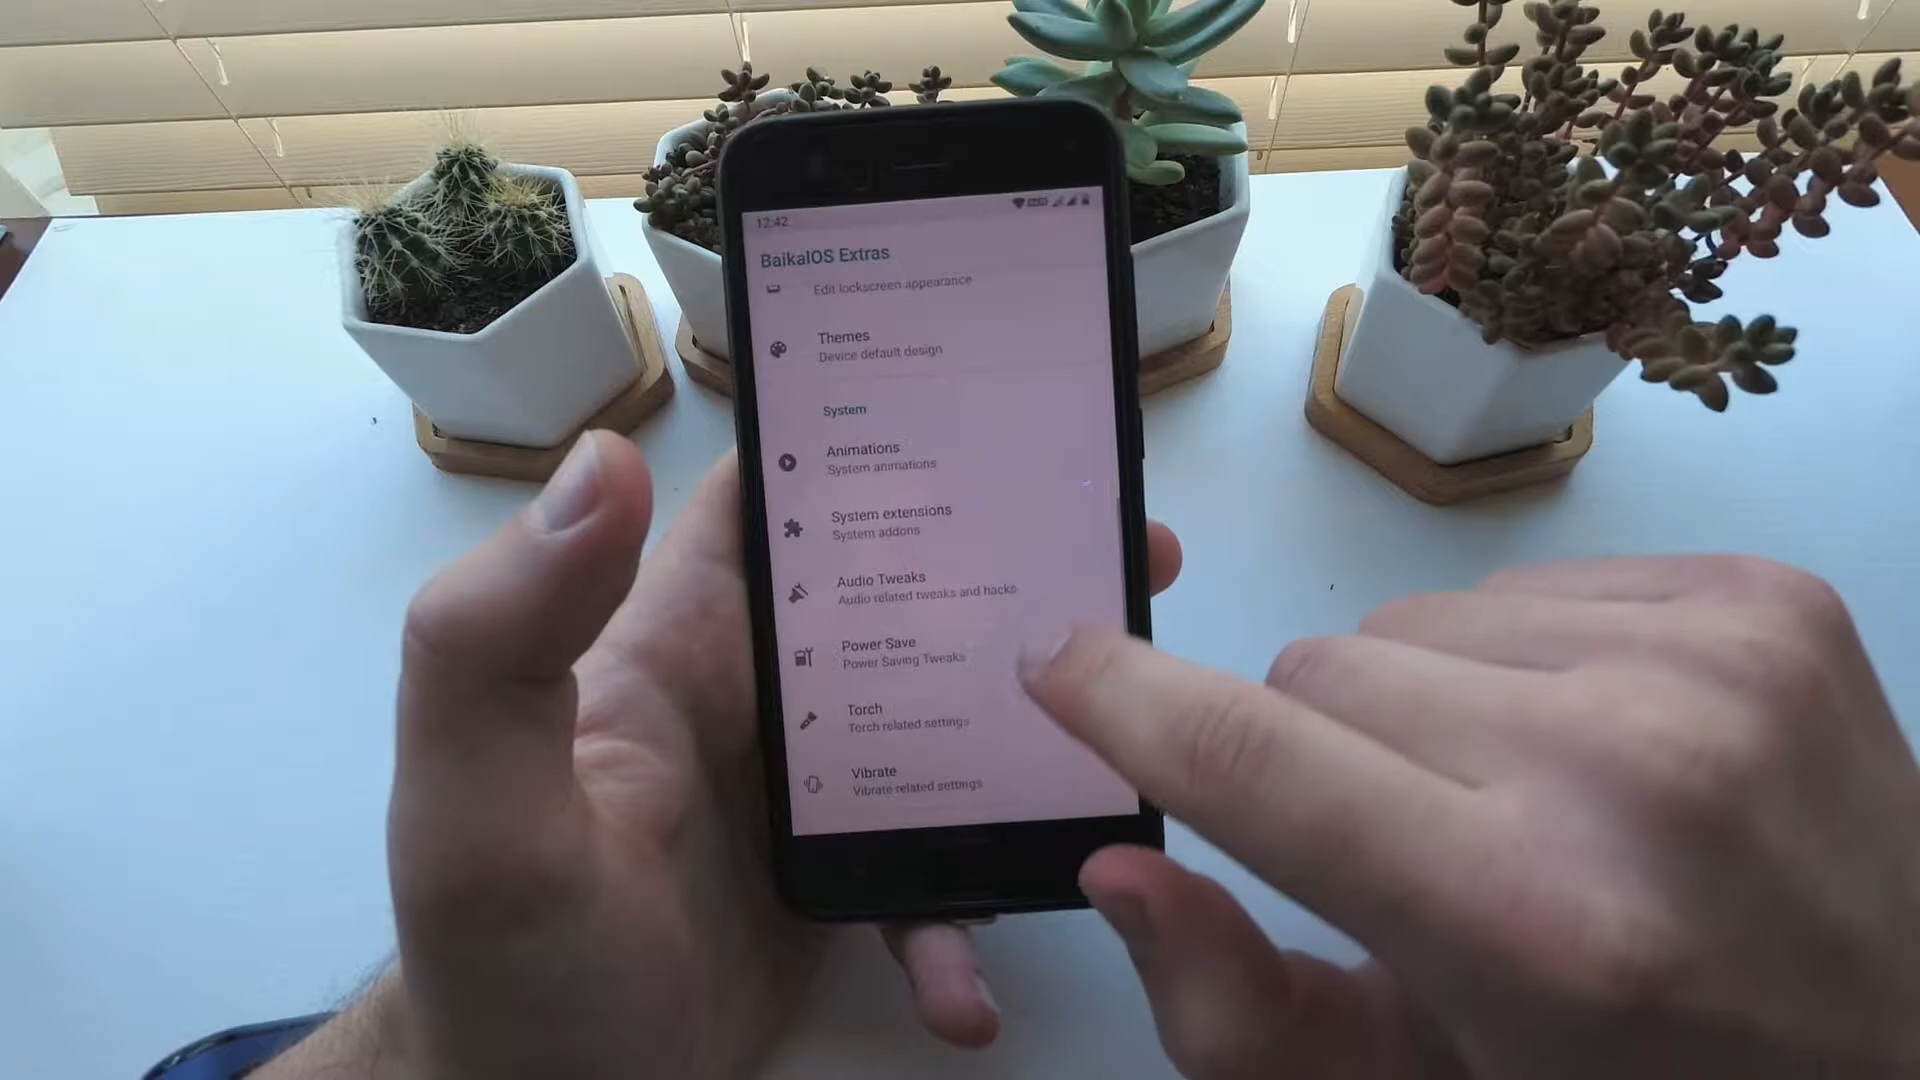 12:42
BaikalOS Extras
Edit lockscreen appearance
Themes
Device default design
System
Animations
System animations
System extensions
System addons
Audio Tweaks
Audio related tweaks and hacks
Power Save
Power Saving Tweaks
Torch
Torch related settings
Vibrate
Vibrate related settings